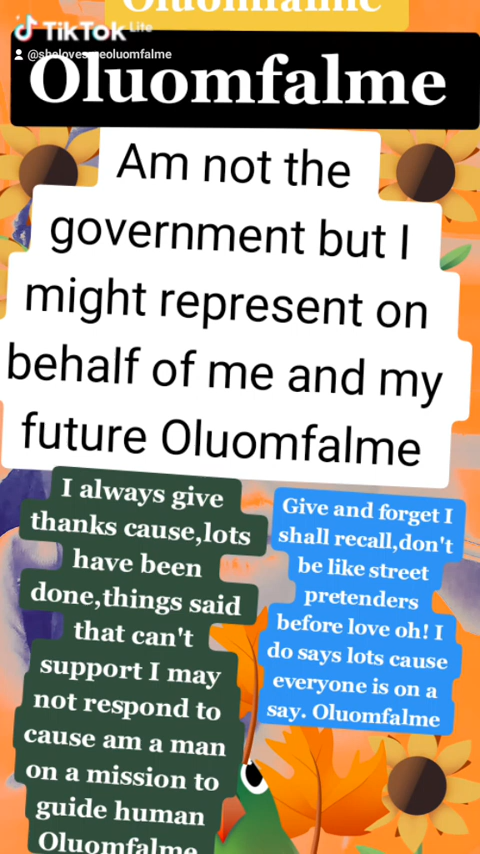 Oluomfalme
TikTok Lite
@shelovesmeoluomfalme
Oluomfalme
Am not the
government but I
might represent on
behalf of me and my
future Oluomfalme
I always give
thanks cause,lots
have been
done,things said
that can't
support I may
not respond to
cause am a man
on a mission to
guide human
Oluomfalme
Give and forget I
shall recall,don't
be like street
pretenders
before love oh! I
do says lots cause
everyone is on a
say. Oluomfalme